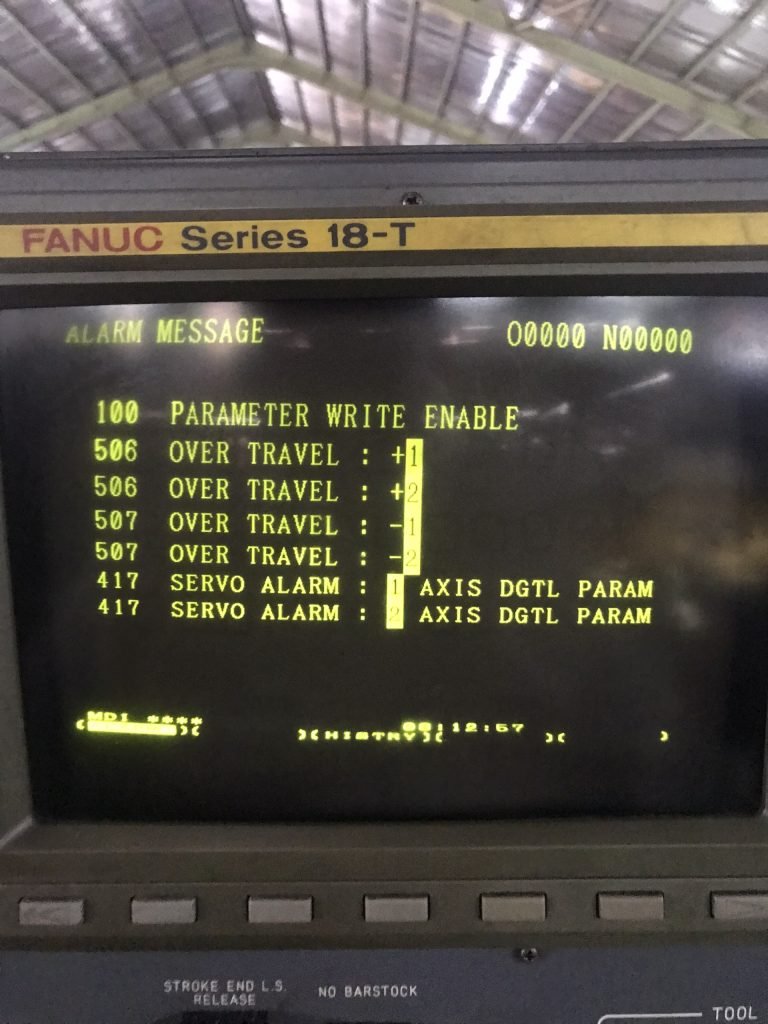 FANUC Series 18-T
ALARM MESSAGE O0000 N00000
100 PARAMETER WRITE ENABLE
506 OVER TRAVEL : +1
506 OVER TRAVEL : +2
507 OVER TRAVEL : -1
507 OVER TRAVEL : -2
417 SERVO ALARM : 1 AXIS DGTL PARAM
417 SERVO ALARM : 2 AXIS DGTL PARAM
MDI ****
:12:57
STROKE END L.S. RELEASE
NO BARSTOCK
TOOL